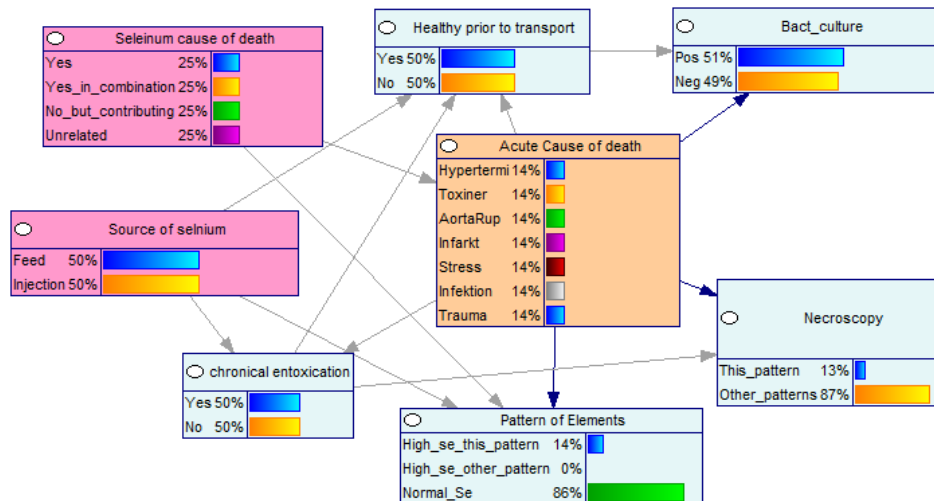 Seleinum cause of death
Yes 25%
Yes_in_combination 25%
No_but_contributing 25%
Unrelated 25%
Healthy prior to transport
Yes 50%
No 50%
Bact_culture
Pos 51%
Neg 49%
Acute Cause of death
Hypertermi 14%
Toxiner 14%
AortaRup 14%
Infarkt 14%
Stress 14%
Infektion 14%
Trauma 14%
Source of selnium
Feed 50%
Injection 50%
Necroscopy
This_pattern 13%
Other_patterns 87%
chronical entoxication
Yes 50%
No 50%
Pattern of Elements
High_se_this_pattern 14%
High_se_other_pattern 0%
Normal_Se 86%